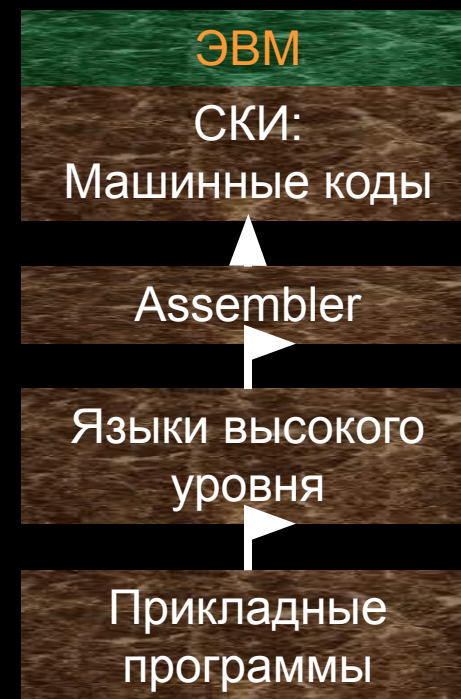 ЭВМ
СКИ:
Машинные коды
Assembler
Языки высокого
уровня
Прикладные
программы